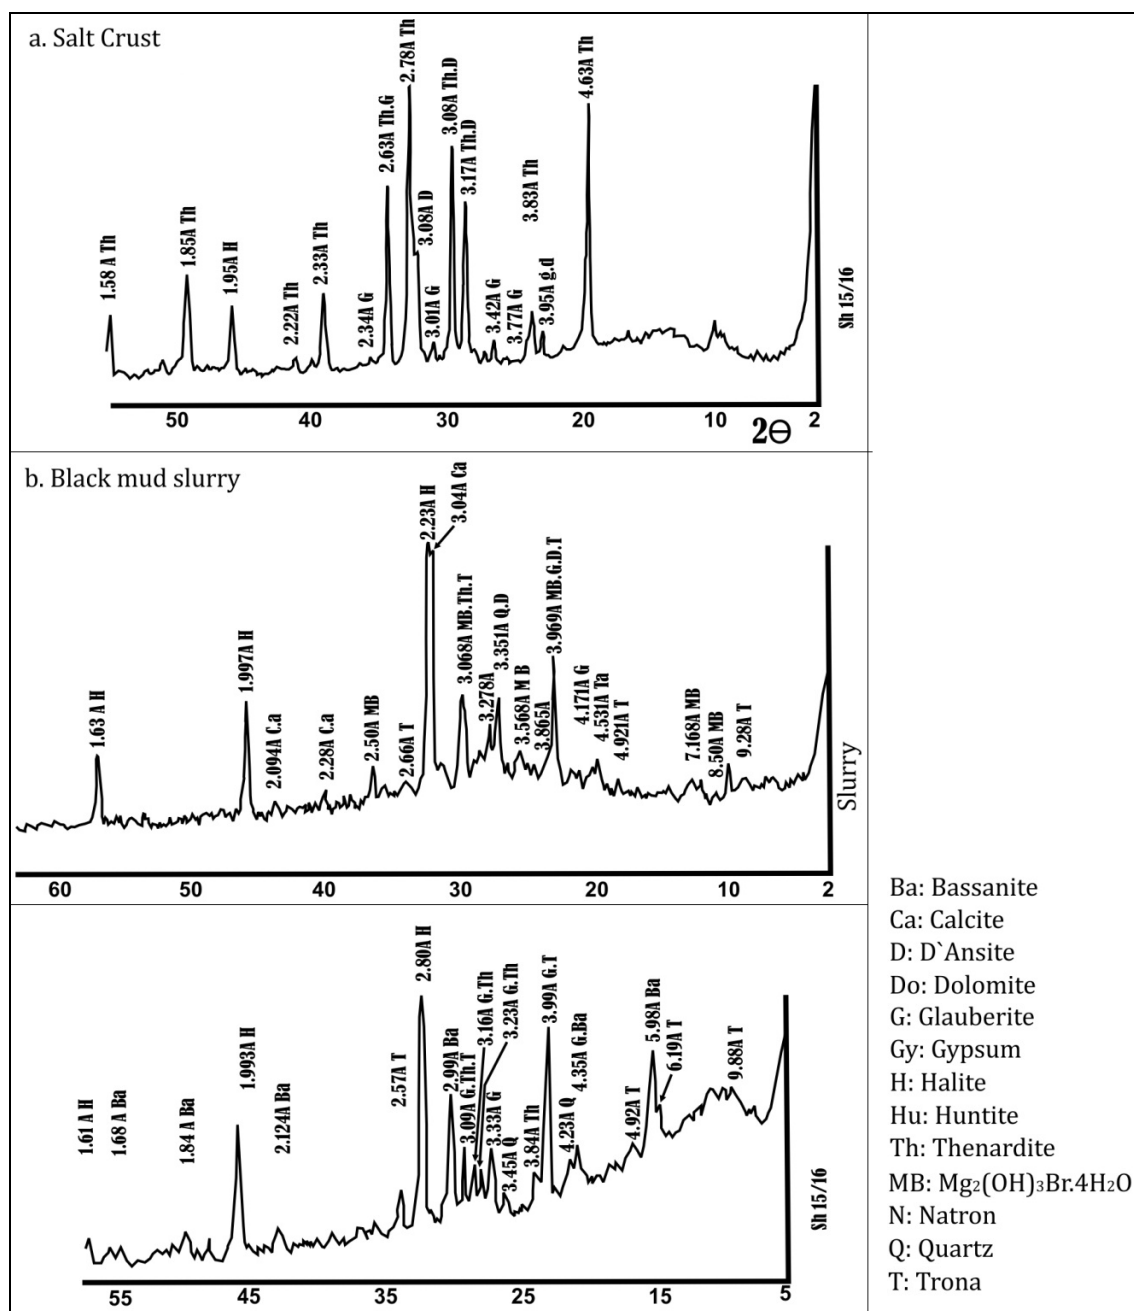 a. Salt Crust
1.58 A Th
1.85A Th
1.95A H
2.22A Th
2.33A Th
2.34A G
2.63A Th.G
2.78A Th
3.08A D
3.01A G
3.08A Th.D
3.17A Th.D
3.42A G
3.77A G
3.83A Th
3.95A g.d
4.63A Th
Sh 15/16
50 40 30 20 10 2
2Θ
b. Black mud slurry
1.63 A H
1.997A H
2.094A C.a
2.28A C.a
2.50A MB
2.66A T
2.23A H
3.04A Ca
3.068A MB.Th.T
3.278A
3.351A Q.D
3.568A M B
3.865A
3.969A MB.G.D.T
4.171A G
4.531A Ta
4.921A T
7.168A MB
8.50A MB
9.28A T
Slurry
60 50 40 30 20 10 2
1.61 A H
1.68 A Ba
1.84 A Ba
1.993A H
2.124A Ba
2.57A T
2.80A H
2.99A Ba
3.09A G.Th.T
3.16A G.Th
3.23A G.Th
3.33A G
3.45A Q
3.84A Th
3.99A G.T
4.23A Q
4.35A G.Ba
4.92A T
5.98A Ba
6.19A T
9.88A T
Sh 15/16
55 45 35 25 15 5
Ba: Bassanite
Ca: Calcite
D: D`Ansite
Do: Dolomite
G: Glauberite
Gy: Gypsum
H: Halite
Hu: Huntite
Th: Thenardite
MB: Mg₂(OH)₃Br.4H₂O
N: Natron
Q: Quartz
T: Trona